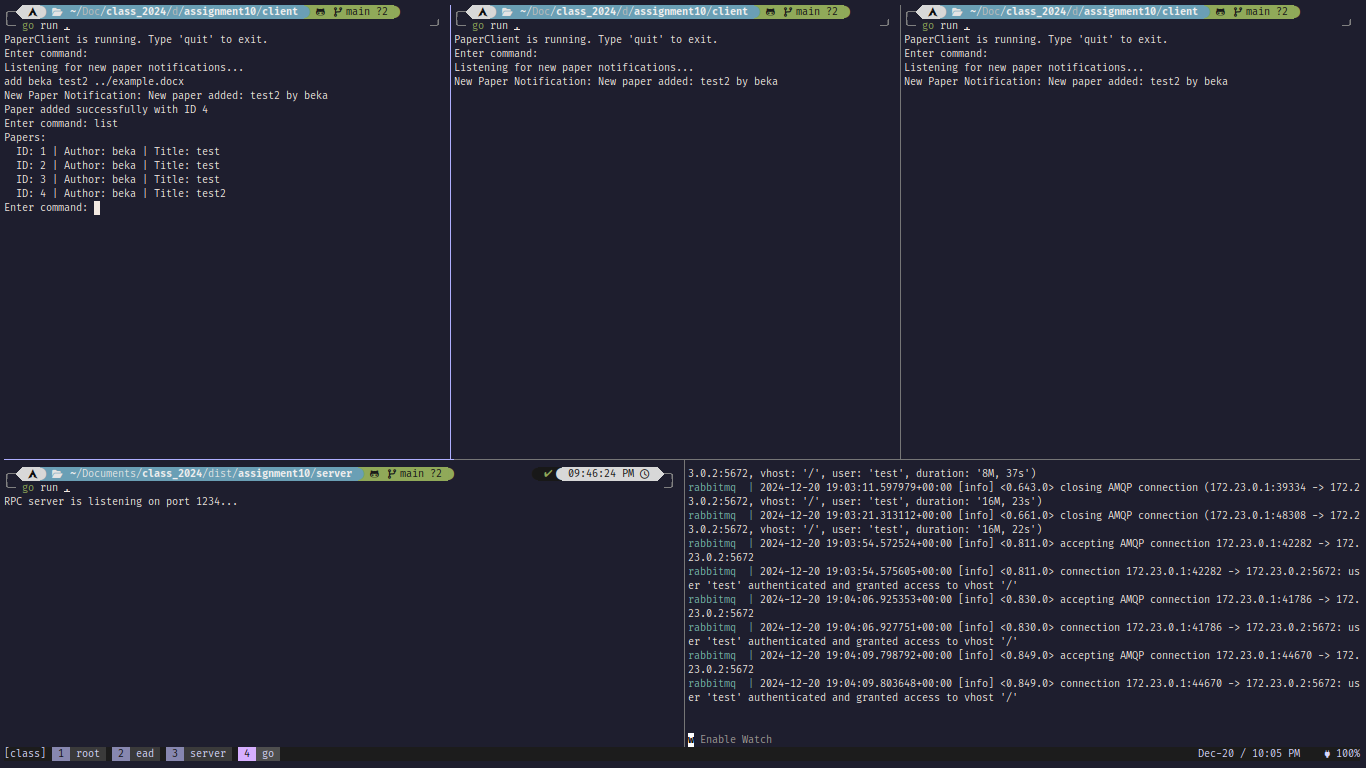 ~/Doc/class_2024/d/assignment10/client main ?2
go run .
PaperClient is running. Type 'quit' to exit.
Enter command:
Listening for new paper notifications...
add beka test2 ../example.docx
New Paper Notification: New paper added: test2 by beka
Paper added successfully with ID 4
Enter command: list
Papers:
ID: 1 | Author: beka | Title: test
ID: 2 | Author: beka | Title: test
ID: 3 | Author: beka | Title: test
ID: 4 | Author: beka | Title: test2
Enter command:
~/Doc/class_2024/d/assignment10/client main ?2
go run .
PaperClient is running. Type 'quit' to exit.
Enter command:
Listening for new paper notifications...
New Paper Notification: New paper added: test2 by beka
~/Doc/class_2024/d/assignment10/client main ?2
go run .
PaperClient is running. Type 'quit' to exit.
Enter command:
Listening for new paper notifications...
New Paper Notification: New paper added: test2 by beka
~/Documents/class_2024/dist/assignment10/server main ?2 ✔ 09:46:24 PM
go run .
RPC server is listening on port 1234...
3.0.2:5672, vhost: '/', user: 'test', duration: '8M, 37s')
rabbitmq | 2024-12-20 19:03:11.597979+00:00 [info] <0.643.0> closing AMQP connection (172.23.0.1:39334 -> 172.2
3.0.2:5672, vhost: '/', user: 'test', duration: '16M, 23s')
rabbitmq | 2024-12-20 19:03:21.313112+00:00 [info] <0.661.0> closing AMQP connection (172.23.0.1:48308 -> 172.2
3.0.2:5672, vhost: '/', user: 'test', duration: '16M, 22s')
rabbitmq | 2024-12-20 19:03:54.572524+00:00 [info] <0.811.0> accepting AMQP connection 172.23.0.1:42282 -> 172.
23.0.2:5672
rabbitmq | 2024-12-20 19:03:54.575605+00:00 [info] <0.811.0> connection 172.23.0.1:42282 -> 172.23.0.2:5672: us
er 'test' authenticated and granted access to vhost '/'
rabbitmq | 2024-12-20 19:04:06.925353+00:00 [info] <0.830.0> accepting AMQP connection 172.23.0.1:41786 -> 172.
23.0.2:5672
rabbitmq | 2024-12-20 19:04:06.927751+00:00 [info] <0.830.0> connection 172.23.0.1:41786 -> 172.23.0.2:5672: us
er 'test' authenticated and granted access to vhost '/'
rabbitmq | 2024-12-20 19:04:09.798792+00:00 [info] <0.849.0> accepting AMQP connection 172.23.0.1:44670 -> 172.
23.0.2:5672
rabbitmq | 2024-12-20 19:04:09.803648+00:00 [info] <0.849.0> connection 172.23.0.1:44670 -> 172.23.0.2:5672: us
er 'test' authenticated and granted access to vhost '/'
w Enable Watch
[class] 1 root 2 ead 3 server 4 go Dec-20 / 10:05 PM 100%